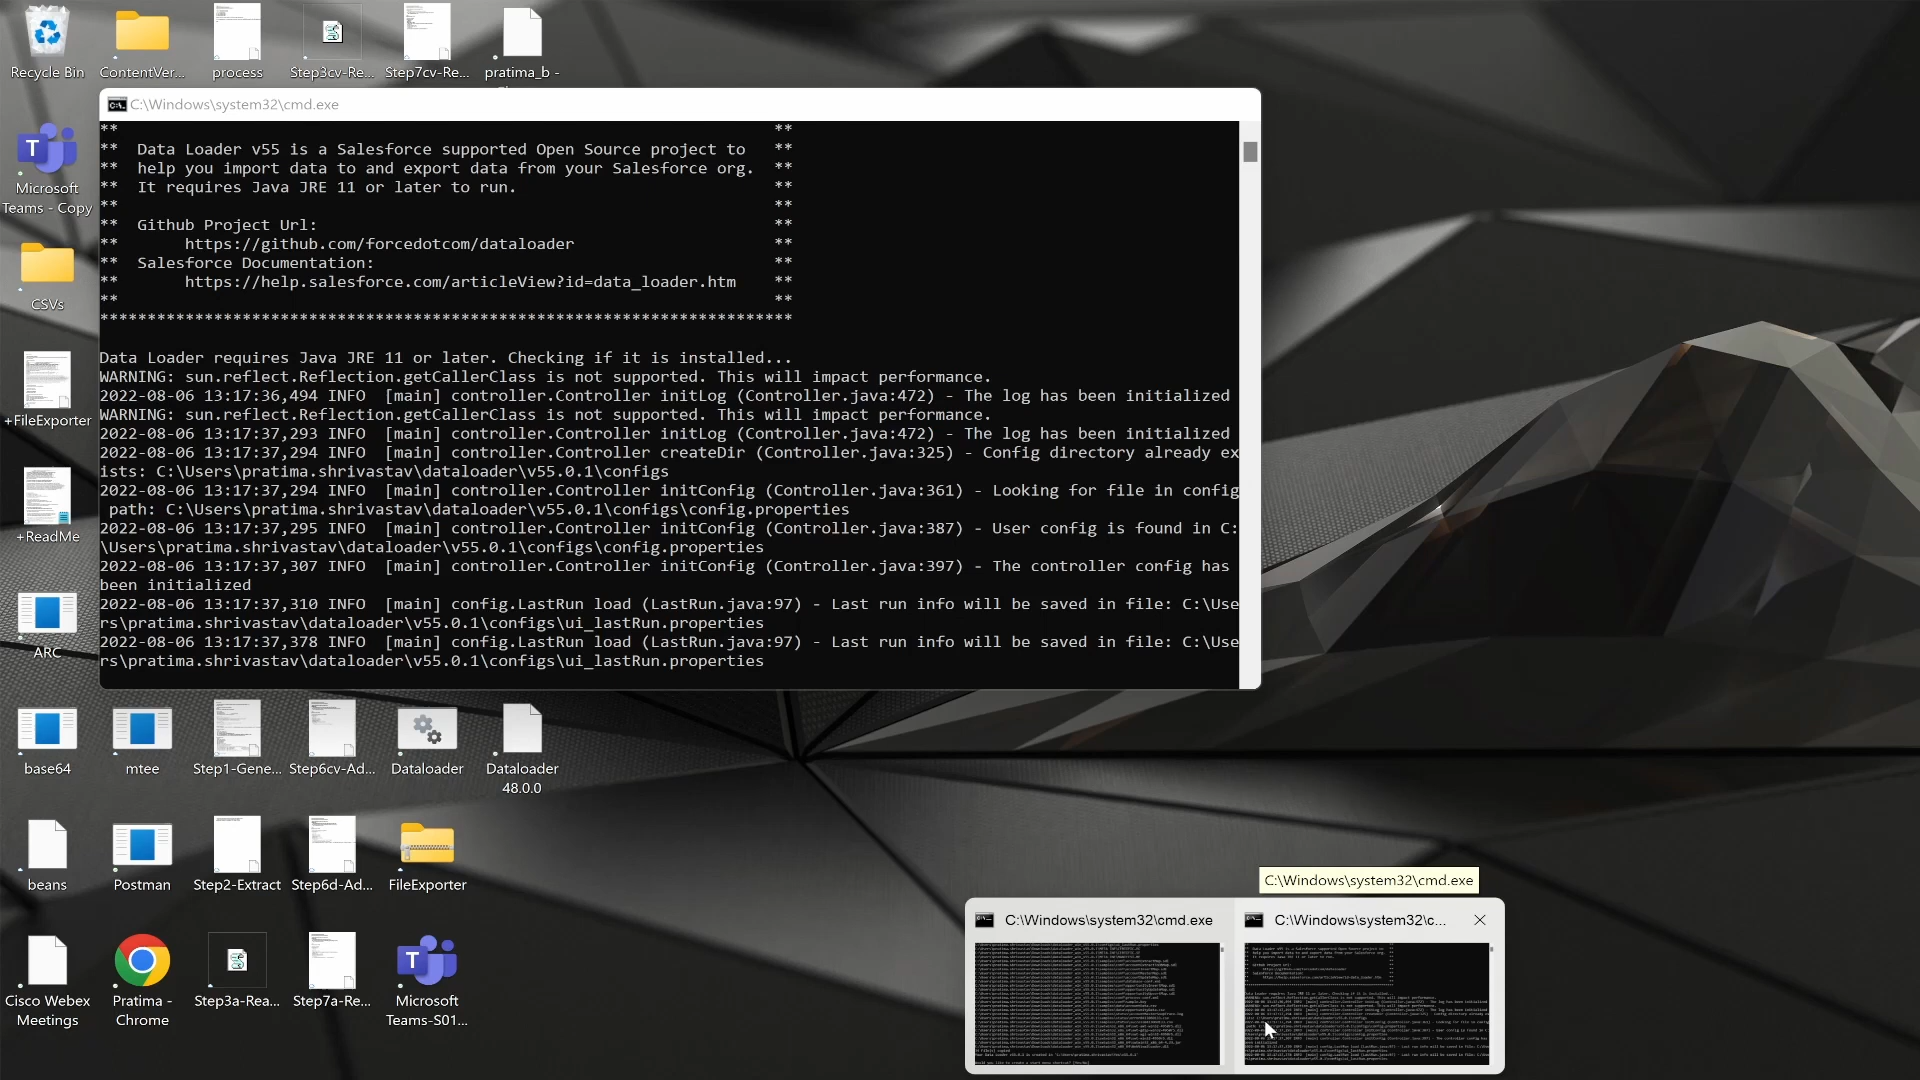 Recycle Bin
ContentVer...
process
Step3cv-Re...
Step7cv-Re...
pratima_b -
C:\Windows\system32\cmd.exe
** **
** Data Loader v55 is a Salesforce supported Open Source project to **
** help you import data to and export data from your Salesforce org. **
** It requires Java JRE 11 or later to run. **
** **
** Github Project Url: **
** https://github.com/forcedotcom/dataloader **
** Salesforce Documentation: **
** https://help.salesforce.com/articleView?id=data_loader.htm **
** **
*************************************************************************
Data Loader requires Java JRE 11 or later. Checking if it is installed...
WARNING: sun.reflect.Reflection.getCallerClass is not supported. This will impact performance.
2022-08-06 13:17:36,494 INFO [main] controller.Controller initLog (Controller.java:472) - The log has been initialized
WARNING: sun.reflect.Reflection.getCallerClass is not supported. This will impact performance.
2022-08-06 13:17:37,293 INFO [main] controller.Controller initLog (Controller.java:472) - The log has been initialized
2022-08-06 13:17:37,294 INFO [main] controller.Controller createDir (Controller.java:325) - Config directory already ex
ists: C:\Users\pratima.shrivastav\dataloader\v55.0.1\configs
2022-08-06 13:17:37,294 INFO [main] controller.Controller initConfig (Controller.java:361) - Looking for file in config
path: C:\Users\pratima.shrivastav\dataloader\v55.0.1\configs\config.properties
2022-08-06 13:17:37,295 INFO [main] controller.Controller initConfig (Controller.java:387) - User config is found in C:
\Users\pratima.shrivastav\dataloader\v55.0.1\configs\config.properties
2022-08-06 13:17:37,307 INFO [main] controller.Controller initConfig (Controller.java:397) - The controller config has
been initialized
2022-08-06 13:17:37,310 INFO [main] config.LastRun load (LastRun.java:97) - Last run info will be saved in file: C:\Use
rs\pratima.shrivastav\dataloader\v55.0.1\configs\ui_lastRun.properties
2022-08-06 13:17:37,378 INFO [main] config.LastRun load (LastRun.java:97) - Last run info will be saved in file: C:\Use
rs\pratima.shrivastav\dataloader\v55.0.1\configs\ui_lastRun.properties
Microsoft
Teams - Copy
CSVs
+FileExporter
+ReadMe
ARC
base64
mtee
Step1-Gene...
Step6cv-Ad...
Dataloader
Dataloader
48.0.0
beans
Postman
Step2-Extract
Step6d-Ad...
FileExporter
Cisco Webex
Meetings
Pratima -
Chrome
Step3a-Rea...
Step7a-Re...
Microsoft
Teams-S01...
C:\Windows\system32\cmd.exe
C:\Windows\system32\cmd.exe
C:\Windows\system32\c...